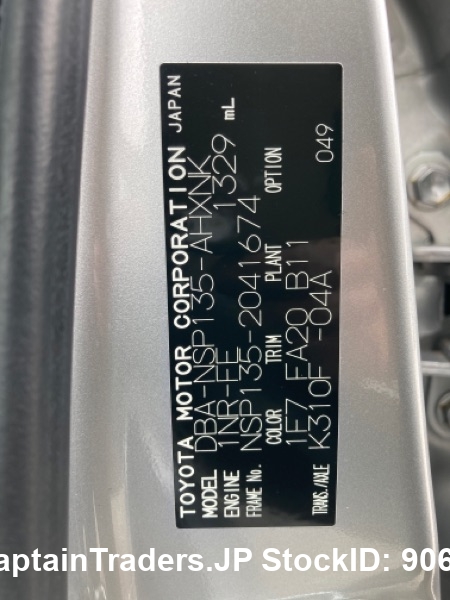 TOYOTA MOTOR CORPORATION JAPAN
MODEL DBA-NSP135-AHXNK
ENGINE 1NR-FE 1329 mL
FRAME No. NSP135-2041674
COLOR TRIM PLANT OPTION
1F7 FA20 B11 049
TRANS./AXLE K310F -04A
aptainTraders.JP StockID: 906